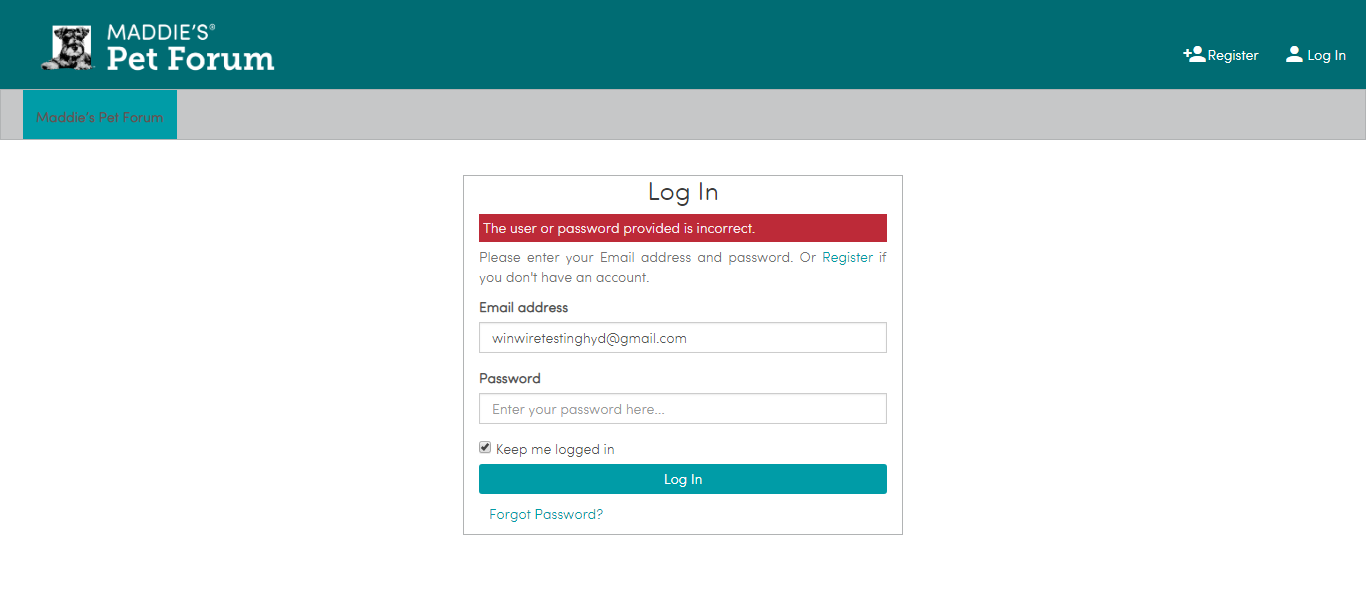 MADDIE'S®
Pet Forum
Register
Log In
Maddie's Pet Forum
Log In
The user or password provided is incorrect.
Please enter your Email address and password. Or Register if
you don't have an account.
Email address
winwiretestinghyd@gmail.com
Password
Enter your password here...
Keep me logged in
Log In
Forgot Password?